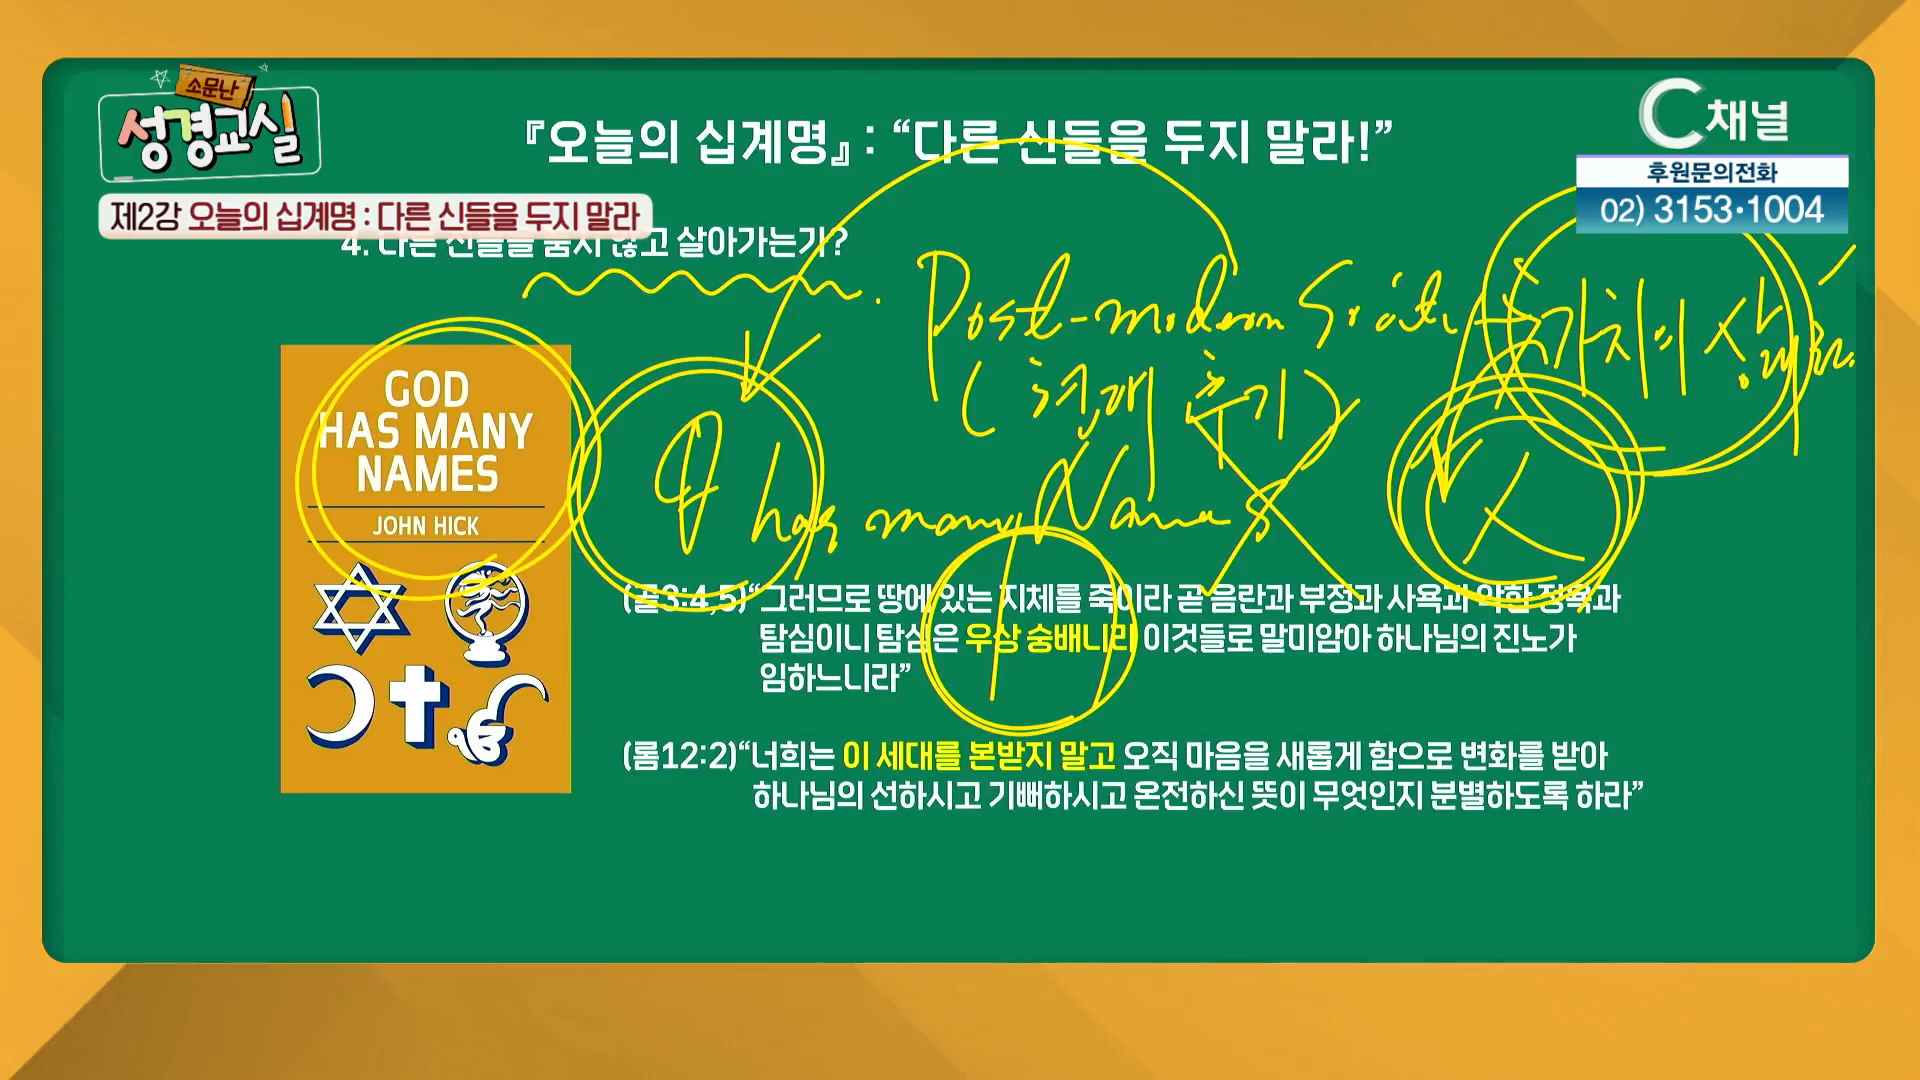 소문난
성경교실
『오늘의 십계명』 : “다른 신들을 두지 말라!”
C채널
후원문의전화
02) 3153·1004
제2강 오늘의 십계명 : 다른 신들을 두지 말라
4. 다른 신들을 품지 않고 살아가는가?
Post-modern
GOD
HAS MANY
NAMES
JOHN HICK
has many Names
(골3:4,5)“그러므로 땅에 있는 지체를 죽이라 곧 음란과 부정과 사욕과 악한 정욕과
탐심이니 탐심은 우상 숭배니라 이것들로 말미암아 하나님의 진노가
임하느니라”
(롬12:2)“너희는 이 세대를 본받지 말고 오직 마음을 새롭게 함으로 변화를 받아
하나님의 선하시고 기뻐하시고 온전하신 뜻이 무엇인지 분별하도록 하라”